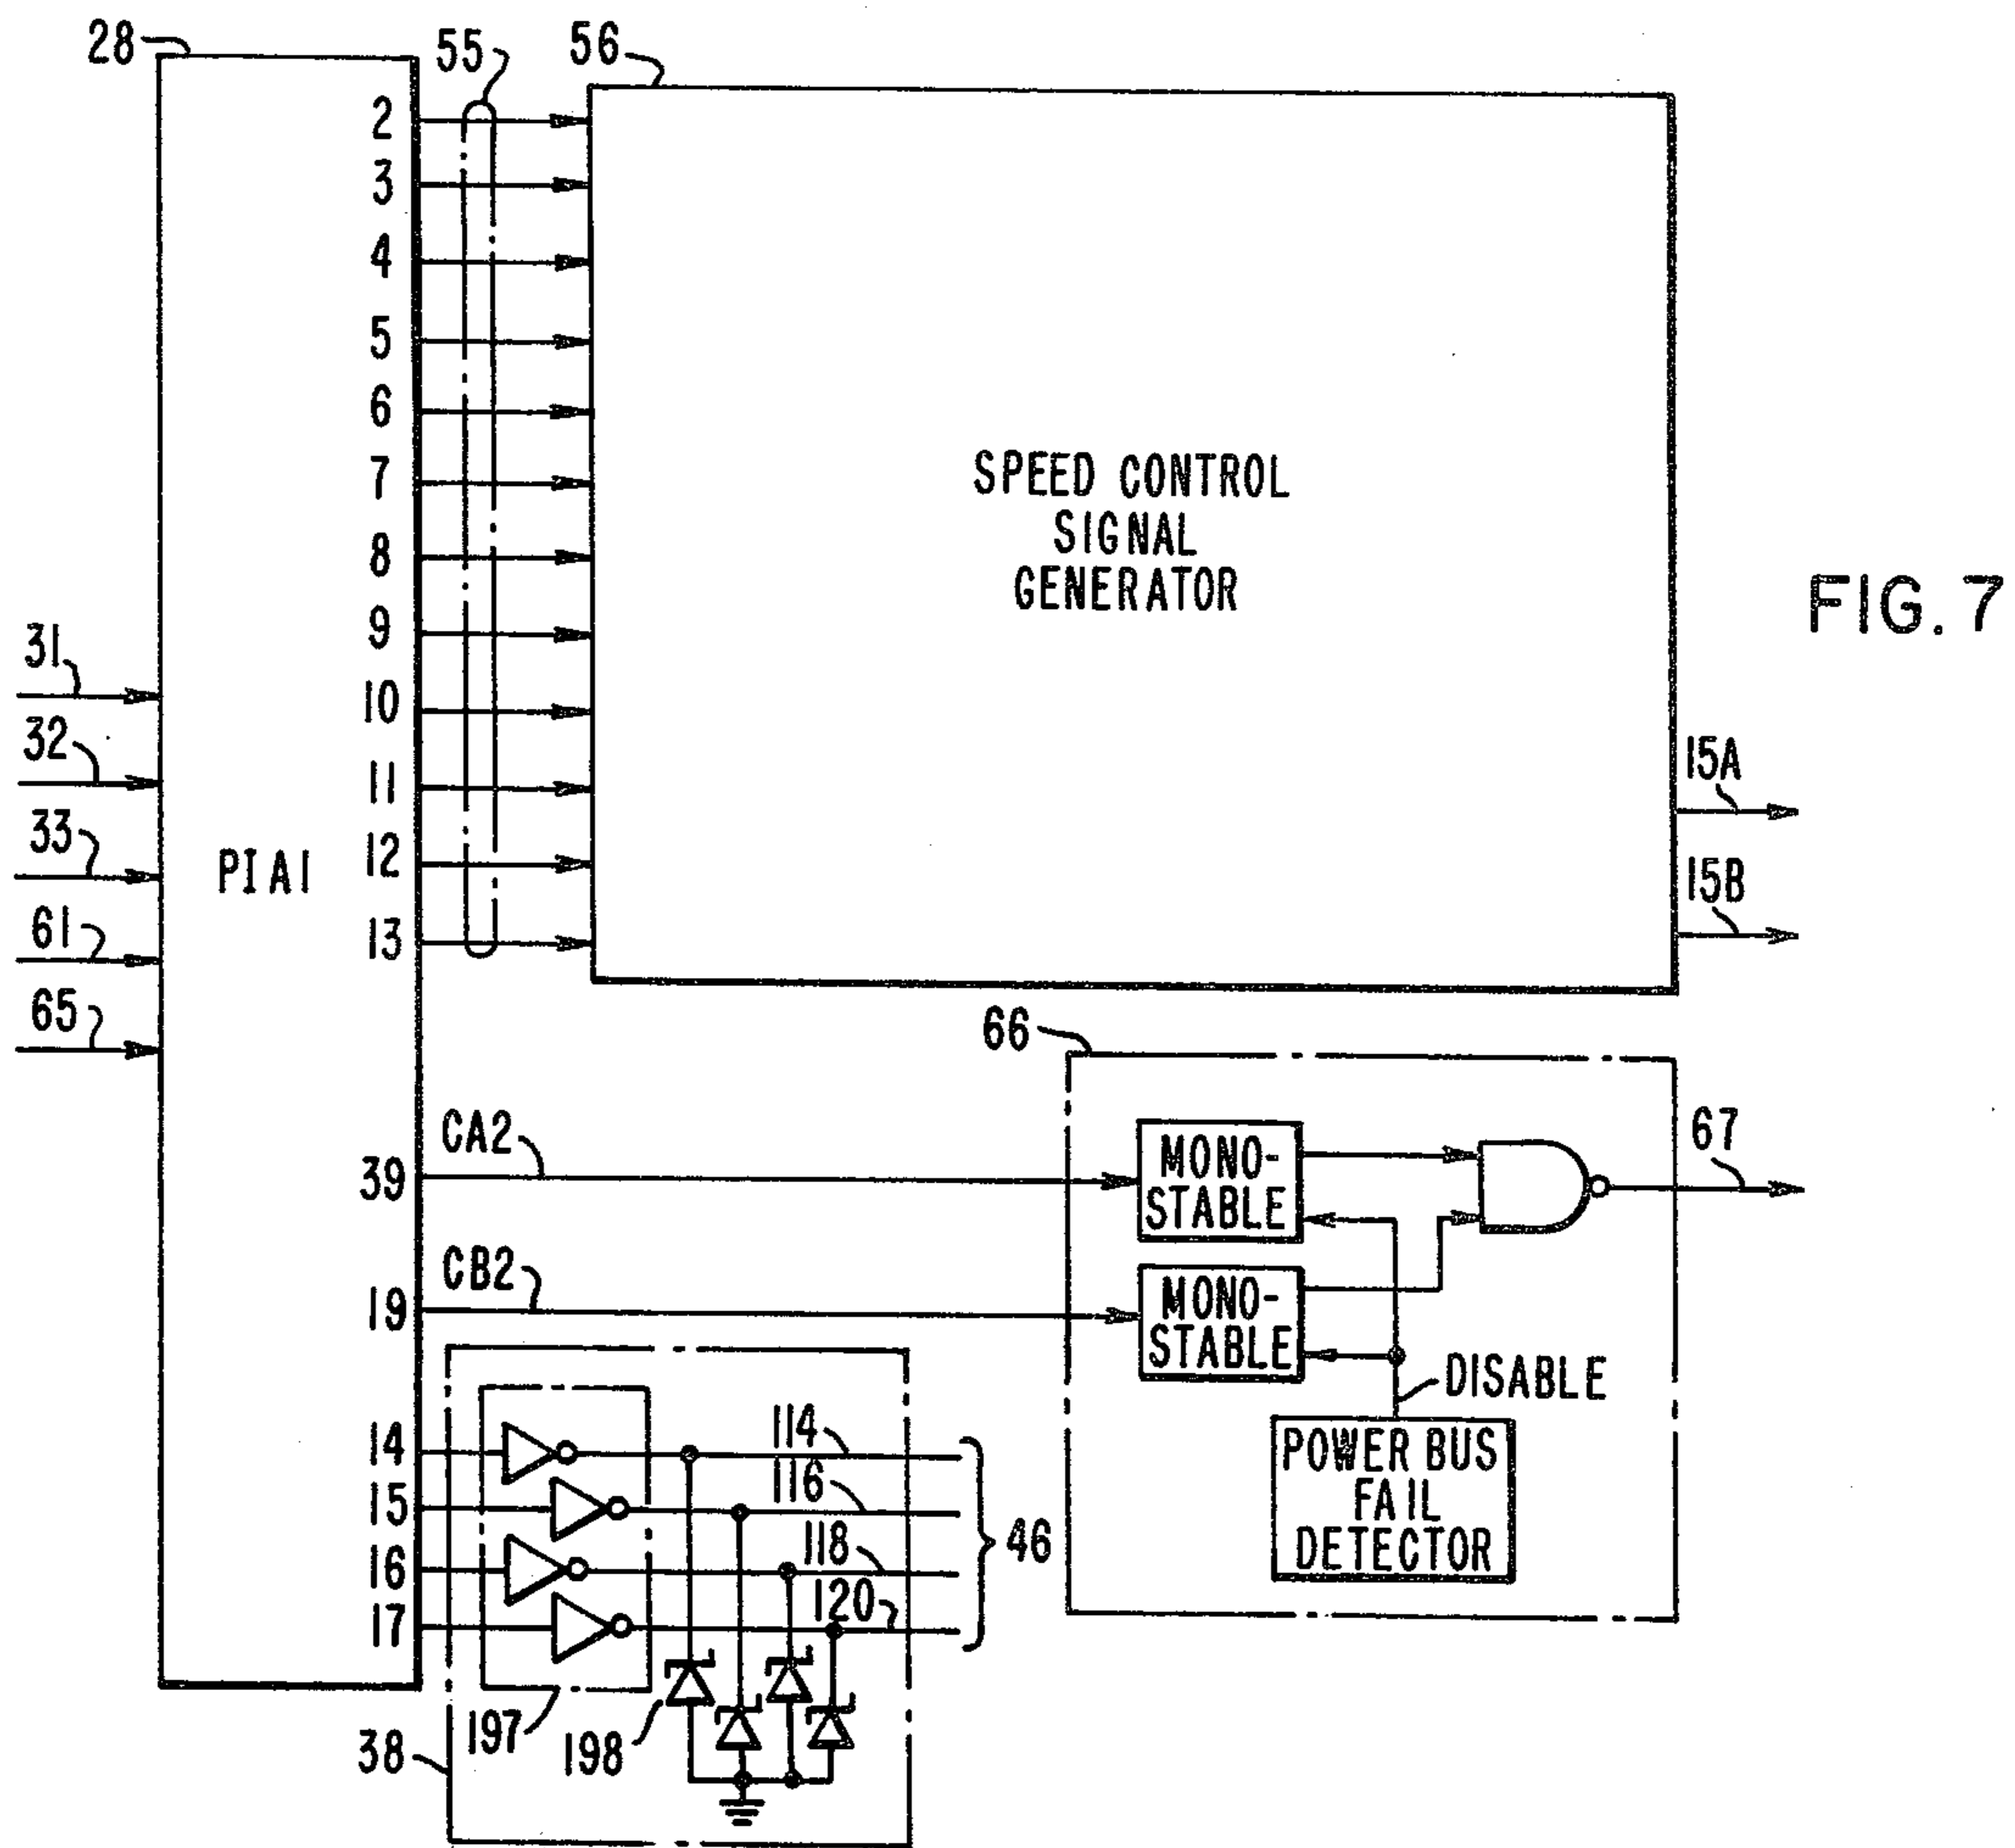 28
55
56
2
3
4
5
6
7
8
9
10
11
12
13
31
32
33
61
65
PIA1
SPEED CONTROL
SIGNAL
GENERATOR
15A
15B
FIG. 7
66
CA2
39
CB2
19
MONO-
STABLE
MONO-
STABLE
67
DISABLE
POWER BUS
FAIL
DETECTOR
14
15
16
17
114
116
118
120
46
197
198
38